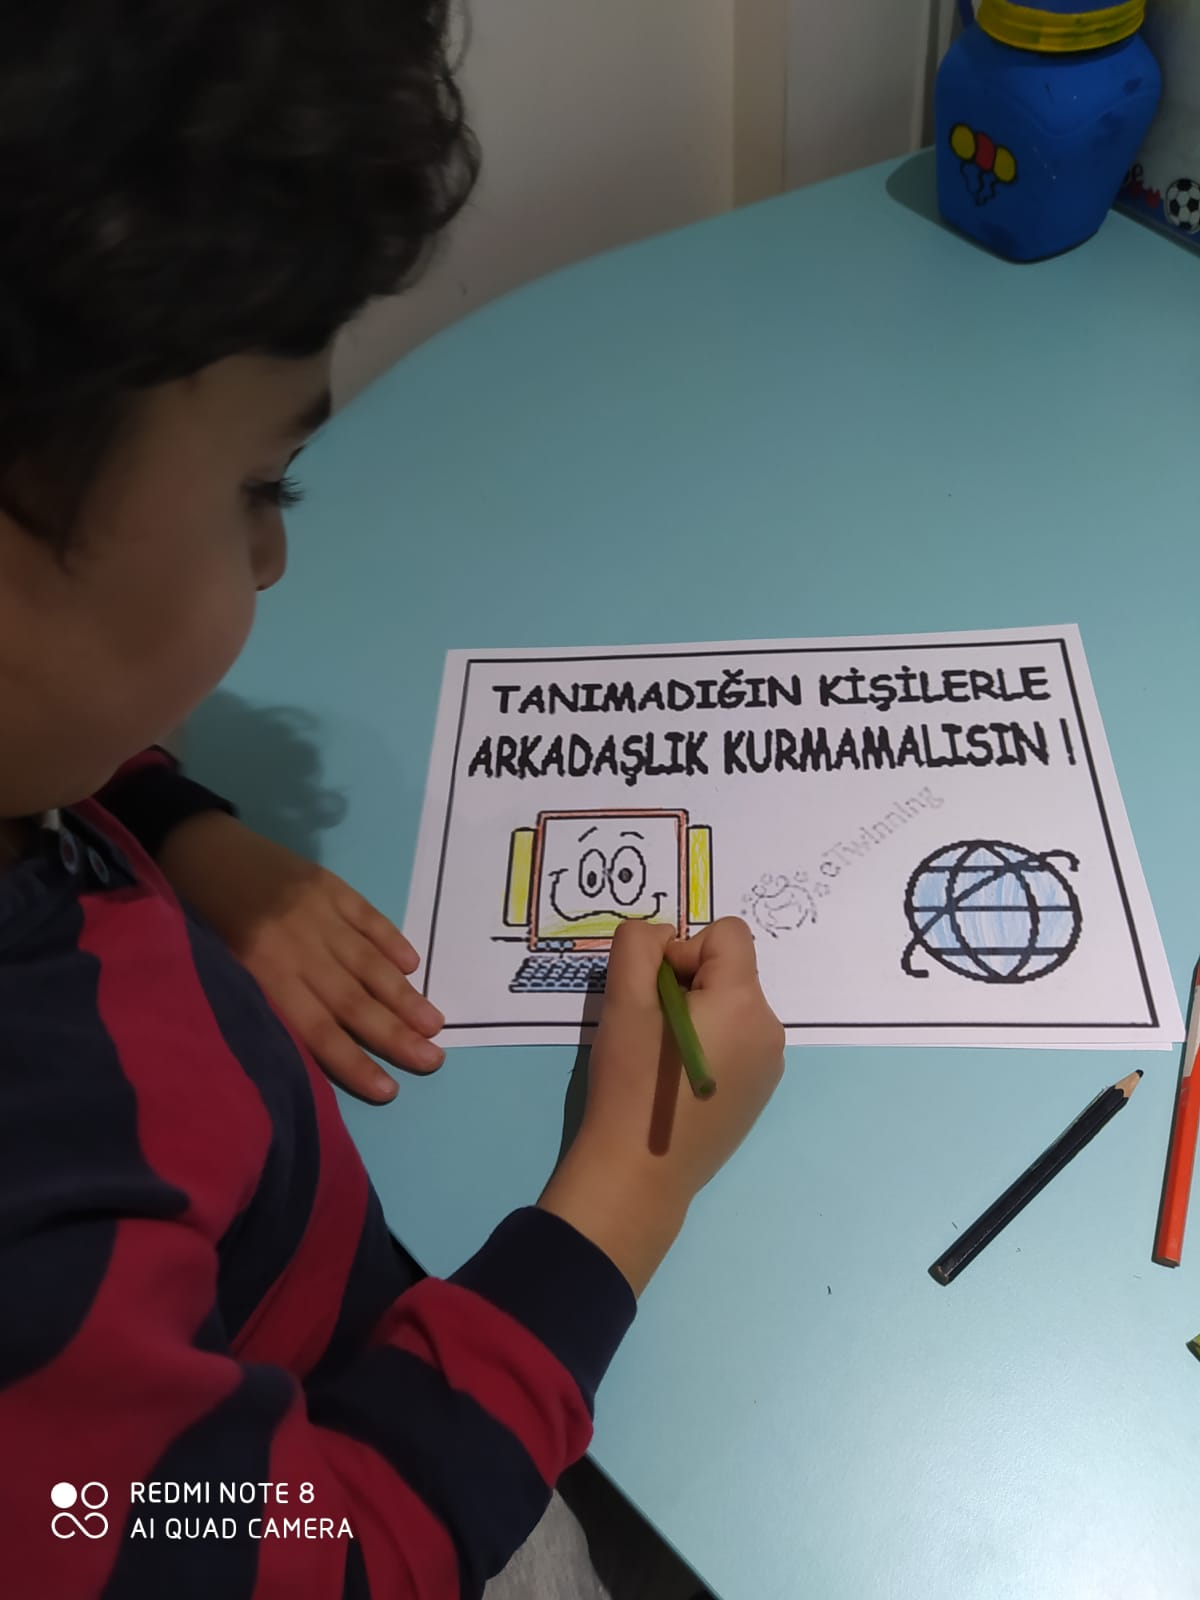 TANIMADIĞIN KİŞİLERLE
ARKADAŞLIK KURMAMALISIN !
eTwinning
REDMI NOTE 8
AI QUAD CAMERA